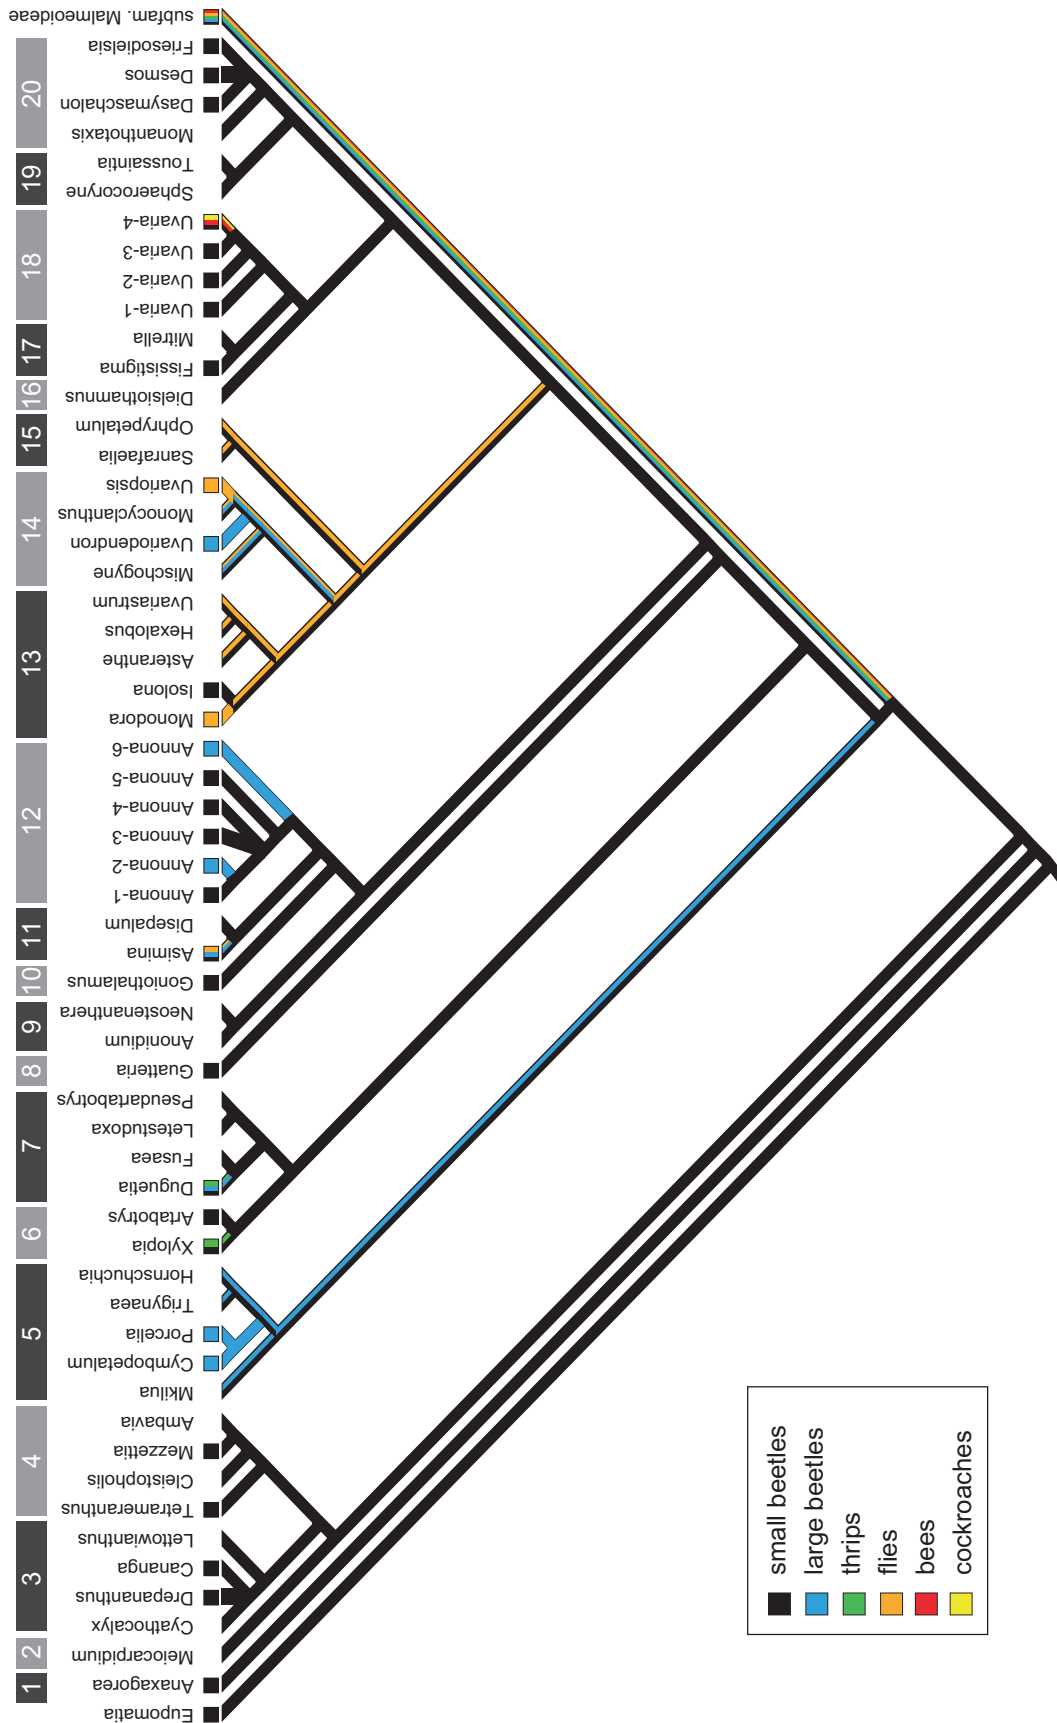 subfam. Malmeoideae
Friesodielsia
Desmos
Dasymaschalon
Monanthotaxis
Toussaintia
Sphaerocoryne
Uvaria-4
Uvaria-3
Uvaria-2
Uvaria-1
Mitrella
Fissistigma
Dielsiothamnus
Ophrypetalum
Sanrafaelia
Uvariopsis
Monocyclanthus
Uvariodendron
Mischogyne
Uvariastrum
Hexalobus
Asteranthe
Isolona
Monodora
Annona-6
Annona-5
Annona-4
Annona-3
Annona-2
Annona-1
Disepalum
Asimina
Goniothalamus
Neostenanthera
Anonidium
Guatteria
Pseudartabotrys
Letestudoxa
Fusaea
Duguetia
Artabotrys
Xylopia
Hornschuchia
Trigynaea
Porcelia
Cymbopetalum
Mkilua
Ambavia
Mezzettia
Cleistopholis
Tetrameranthus
Lettowianthus
Cananga
Drepananthus
Cyathocalyx
Meiocarpidium
Anaxagorea
Eupomatia
20
19
18
17
16
15
14
13
12
11
10
9
8
7
6
5
4
3
2
1
small beetles
large beetles
thrips
flies
bees
cockroaches